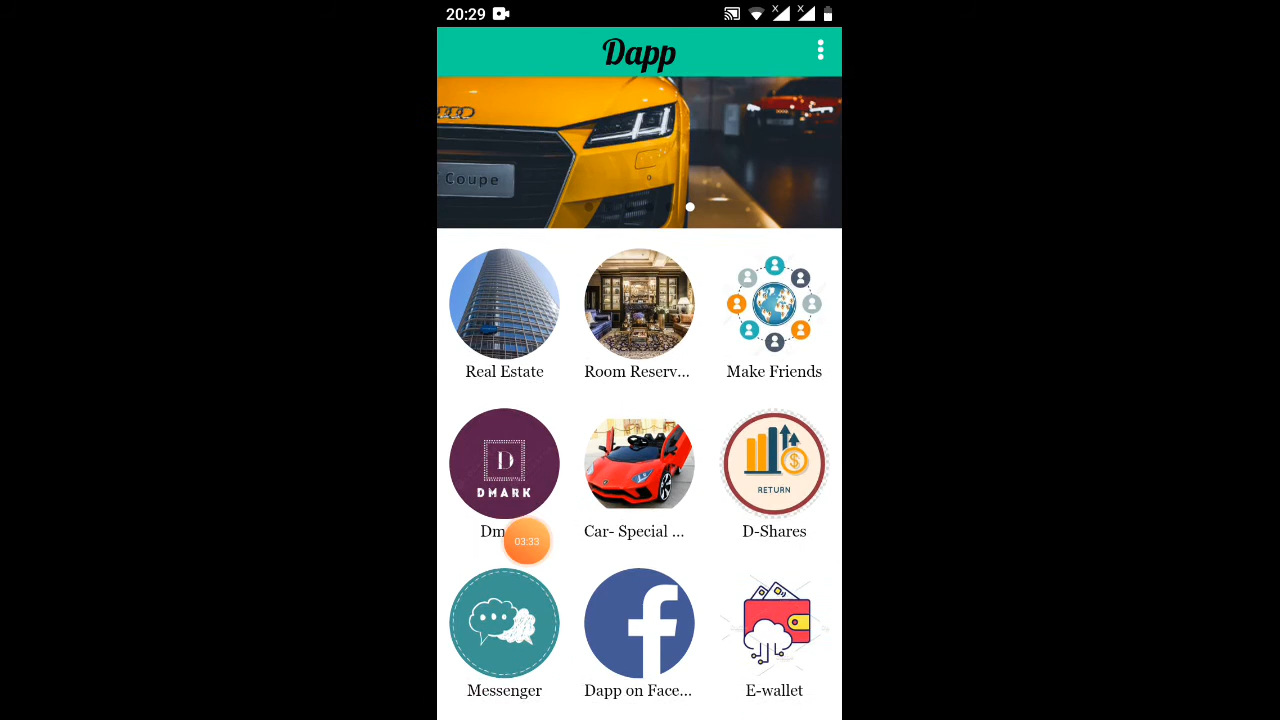 20:29
Dapp
Coupe
Real Estate
Room Reserv...
Make Friends
D
DMARK
RETURN
Dm
03:33
Car- Special ...
D-Shares
Messenger
Dapp on Face...
E-wallet